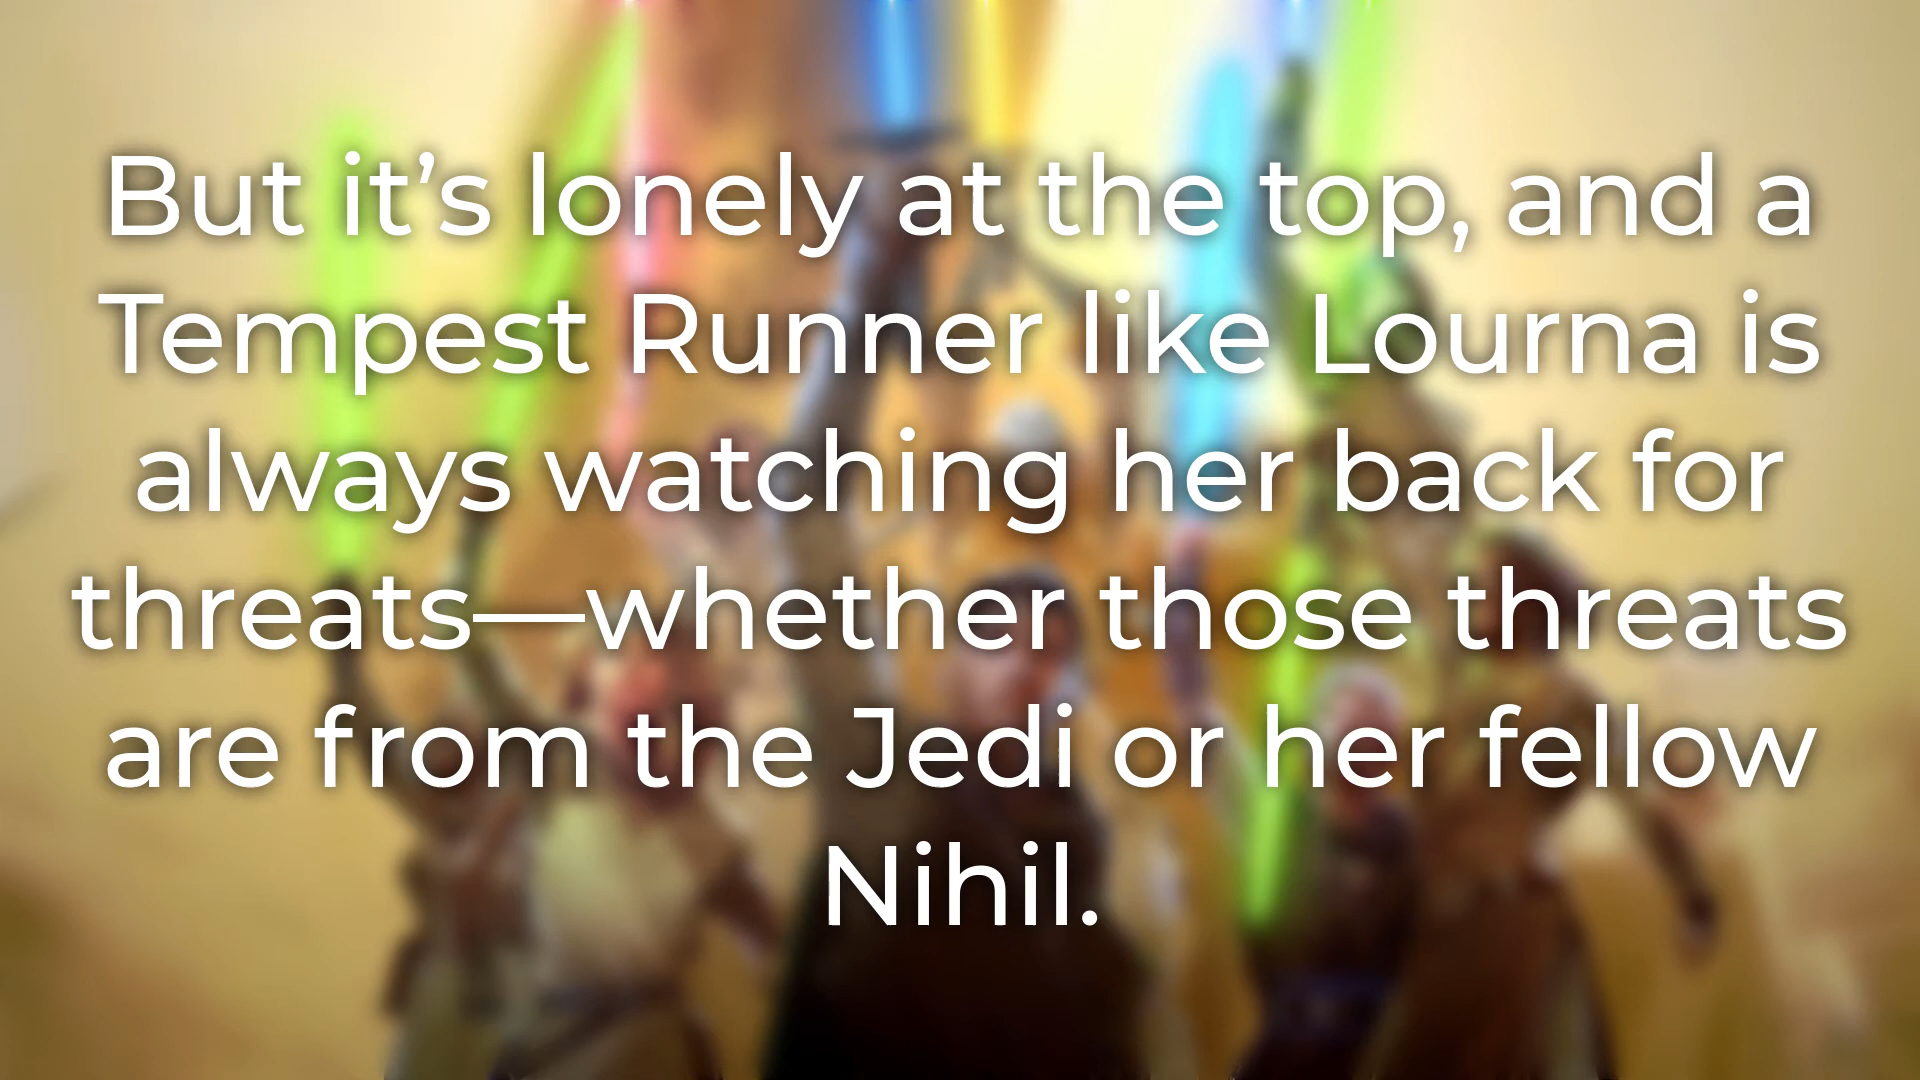 But it’s lonely at the top, and a
Tempest Runner like Lourna is
always watching her back for
threats—whether those threats
are from the Jedi or her fellow
Nihil.